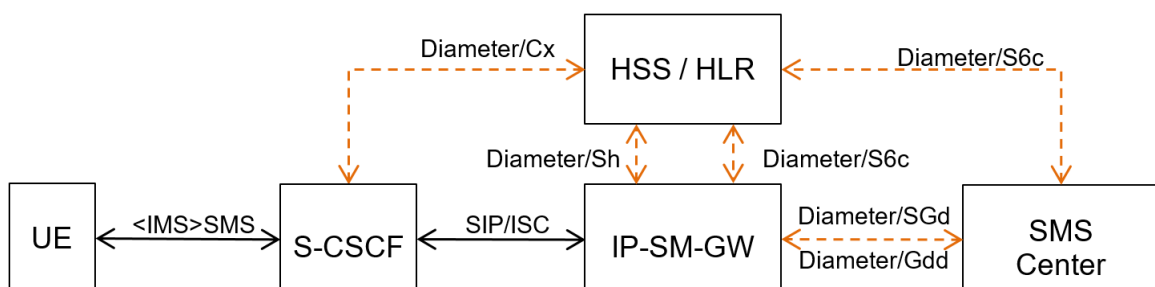 Diameter/Cx
HSS / HLR
Diameter/S6c
Diameter/Sh
Diameter/S6c
UE
<IMS>SMS
S-CSCF
SIP/ISC
IP-SM-GW
Diameter/SGd
Diameter/Gdd
SMS
Center